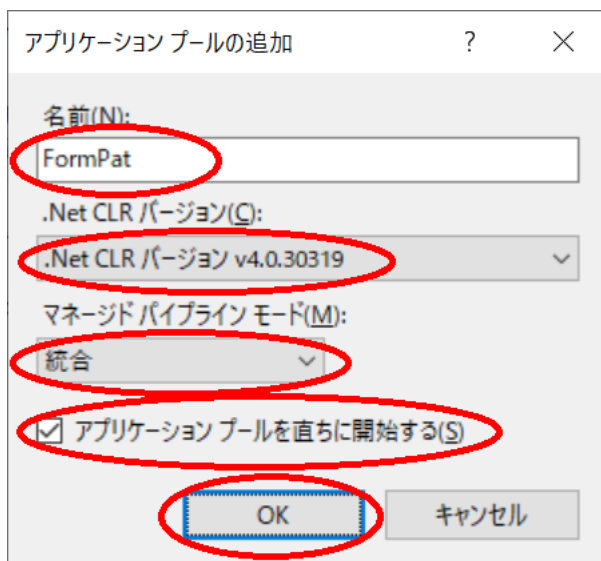 アプリケーション プールの追加 ?
名前(N):
FormPat
.Net CLR バージョン(C):
.Net CLR バージョン v4.0.30319
マネージド パイプライン モード(M):
統合
アプリケーション プールを直ちに開始する(S)
OK キャンセル